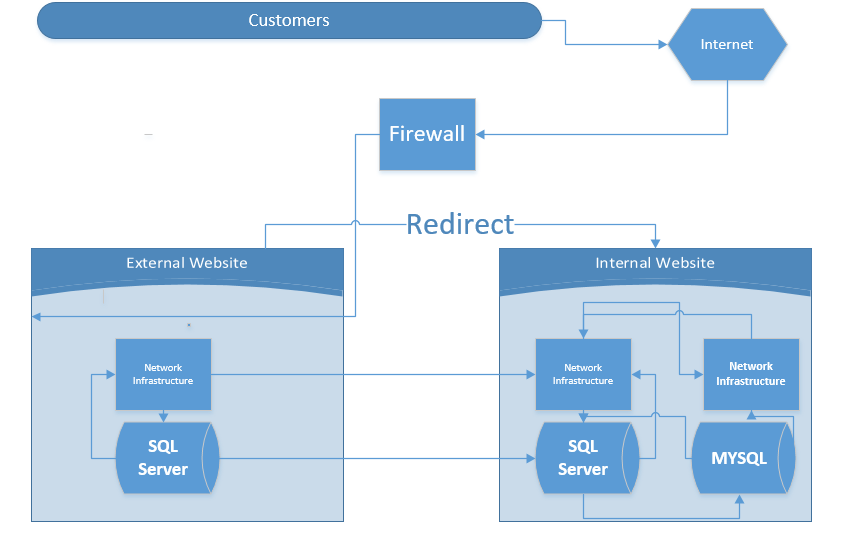 Customers
Internet
Firewall
Redirect
External Website
Internal Website
Network
Infrastructure
Network
Infrastructure
Network
Infrastructure
SQL
Server
SQL
Server
MYSQL